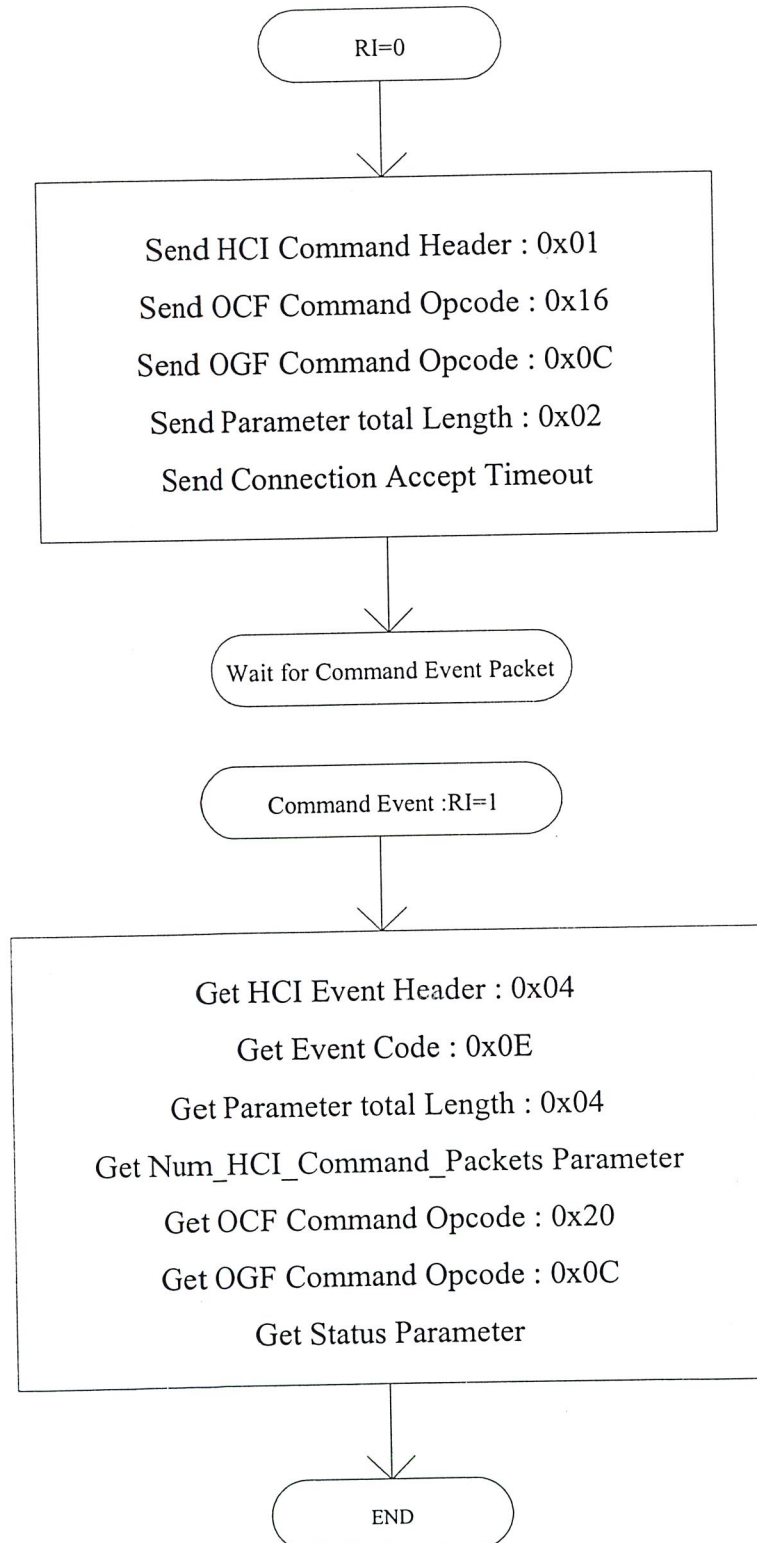 RI=0
Send HCI Command Header : 0x01
Send OCF Command Opcode : 0x16
Send OGF Command Opcode : 0x0C
Send Parameter total Length : 0x02
Send Connection Accept Timeout
Wait for Command Event Packet
Command Event :RI=1
Get HCI Event Header : 0x04
Get Event Code : 0x0E
Get Parameter total Length : 0x04
Get Num_HCI_Command_Packets Parameter
Get OCF Command Opcode : 0x20
Get OGF Command Opcode : 0x0C
Get Status Parameter
END